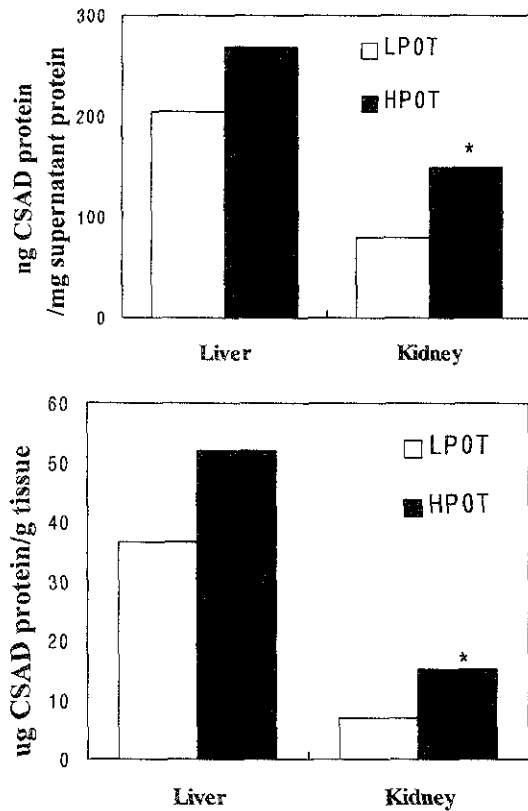 300
200
100
0
ng CSAD protein
/mg supernatant protein
LPOT
HPOT
*
Liver Kidney
60
50
40
30
20
10
0
ug CSAD protein/g tissue
LPOT
HPOT
*
Liver Kidney